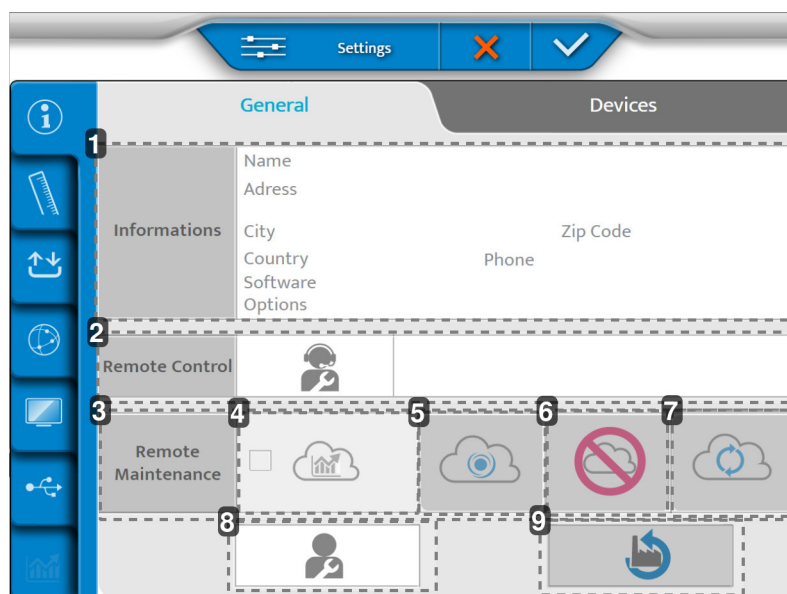 Settings
General
Devices
1
Informations
Name
Adress
City
Zip Code
Country
Phone
Software
Options
2
Remote Control
3
4
5
6
7
Remote
Maintenance
8
9